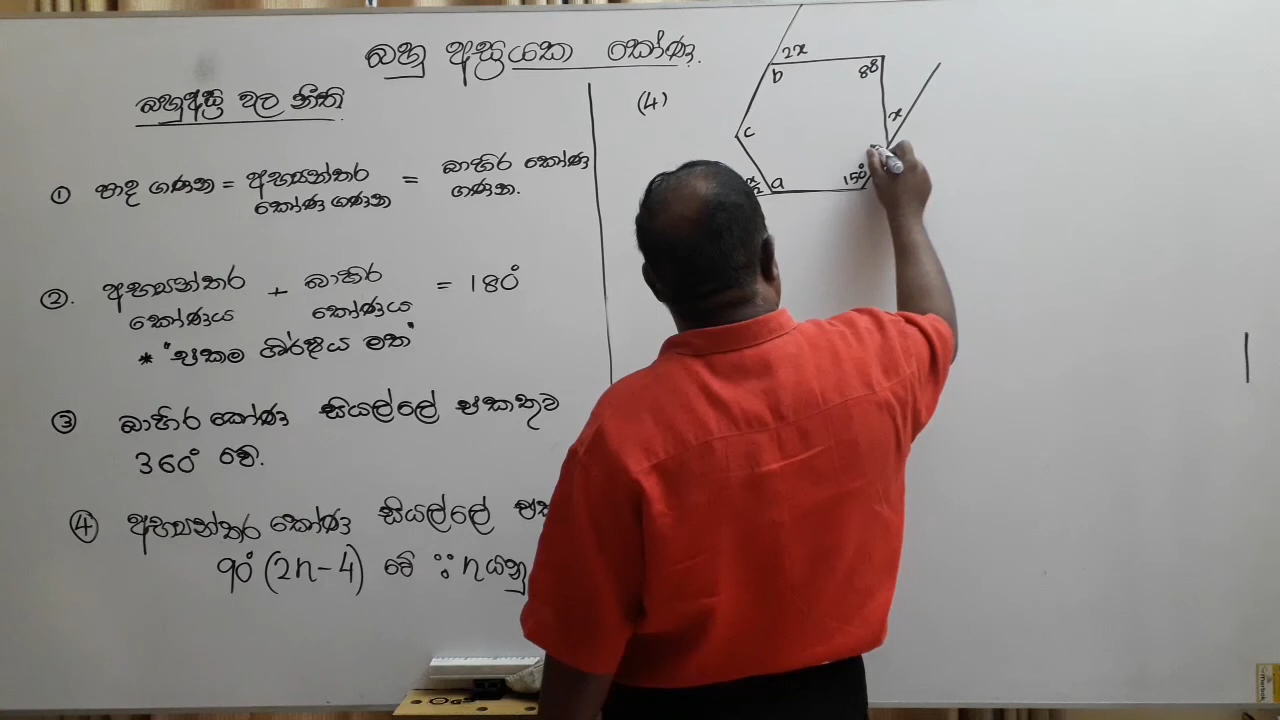 බහු අස්‍රයක කෝණ.
බහුඅස්‍ර වල නීති
① පාද ගණන = අභ්‍යන්තර කෝණ ගණන = බාහිර කෝණ ගණන.
②. අභ්‍යන්තර කෝණය + බාහිර කෝණය = 180°
* "එකම ශීර්ෂය මත"
③ බාහිර කෝණ සියල්ලේ එකතුව
360° වේ.
④ අභ්‍යන්තර කෝණ සියල්ලේ
90° (2n-4) වේ ∵ n යනු
(4)
2x
b
88
x
c
a
150°